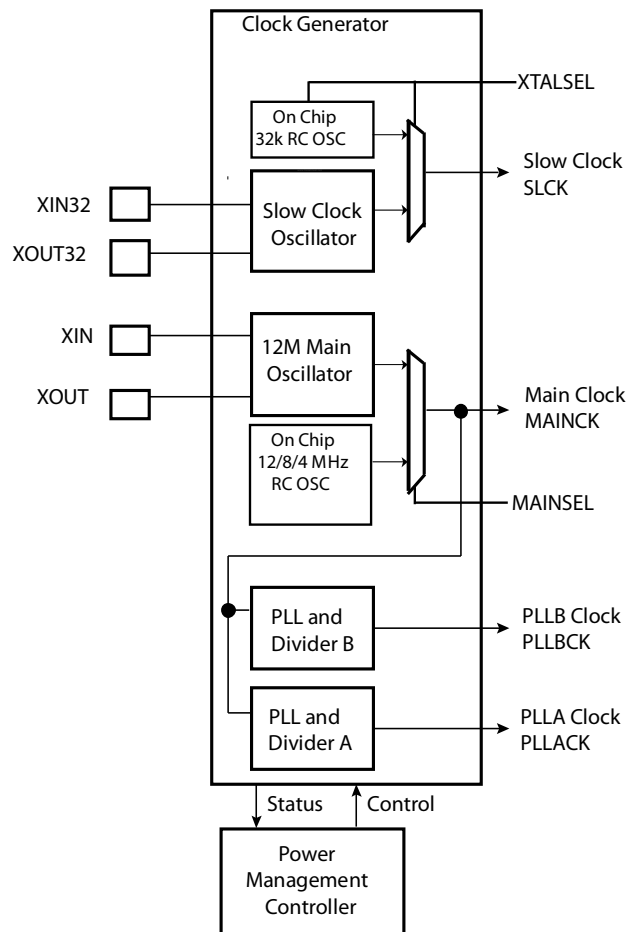 Clock Generator
XTALSEL
On Chip
32k RC OSC
Slow Clock
SLCK
XIN32
Slow Clock
Oscillator
XOUT32
XIN
12M Main
Oscillator
XOUT
Main Clock
MAINCK
On Chip
12/8/4 MHz
RC OSC
MAINSEL
PLL and
Divider B
PLLB Clock
PLLBCK
PLL and
Divider A
PLLA Clock
PLLACK
Status
Control
Power
Management
Controller